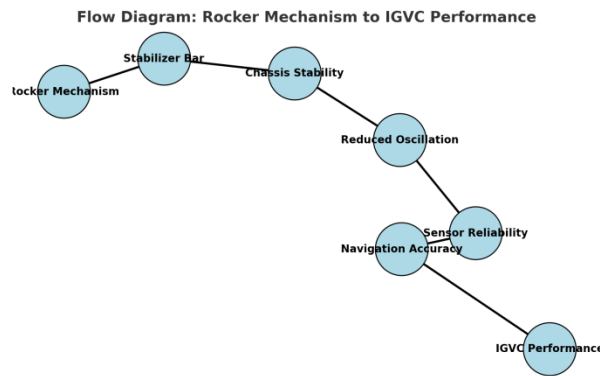 Flow Diagram: Rocker Mechanism to IGVC Performance
Stabilizer Bar
Chassis Stability
ocker Mechanism
Reduced Oscillation
Sensor Reliability
Navigation Accuracy
IGVC Performance